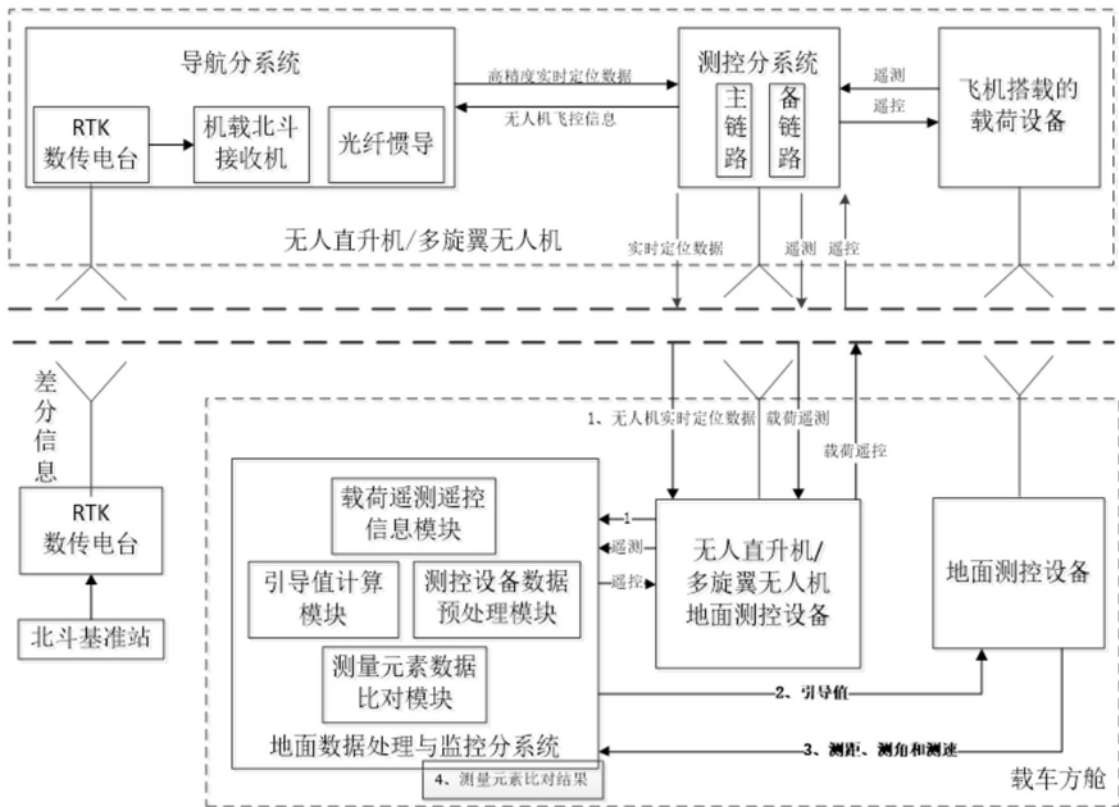 导航分系统
RTK
数传电台
机载北斗
接收机
光纤惯导
高精度实时定位数据
无人机飞控信息
测控分系统
主链路
备链路
遥测
遥控
飞机搭载的
载荷设备
无人直升机/多旋翼无人机
实时定位数据
遥测
遥控
差分信息
RTK
数传电台
北斗基准站
1、无人机实时定位数据
载荷遥测
载荷遥控
载荷遥测遥控
信息模块
引导值计算
模块
测控设备数据
预处理模块
测量元素数据
比对模块
地面数据处理与监控分系统
4、测量元素比对结果
1
遥测
遥控
无人直升机/
多旋翼无人机
地面测控设备
地面测控设备
2、引导值
3、测距、测角和测速
载车方舱